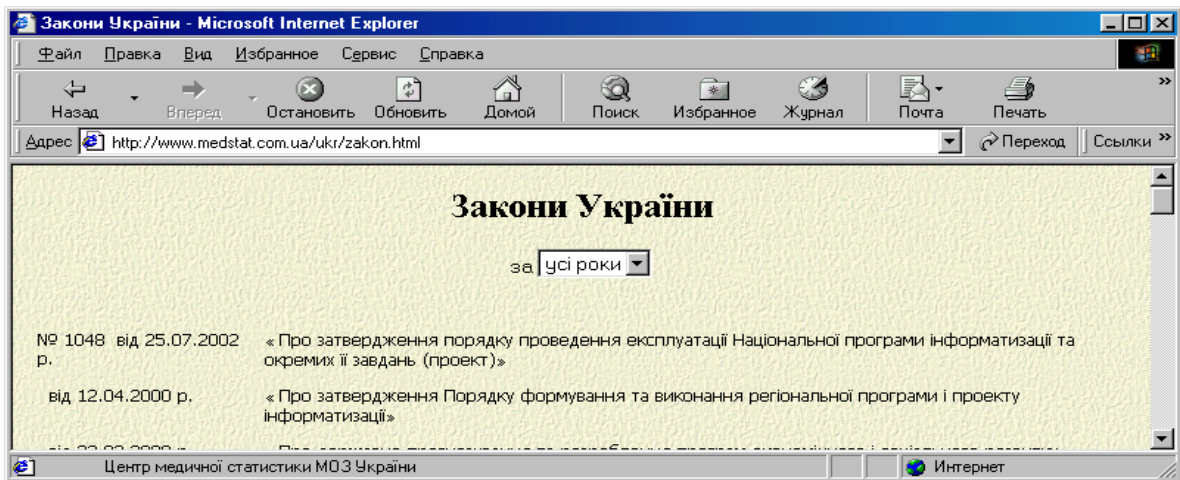 Закони України - Microsoft Internet Explorer
Файл Правка Вид Избранное Сервис Справка
Назад Вперед Остановить Обновить Домой Поиск Избранное Журнал Почта Печать »
Адрес http://www.medstat.com.ua/ukr/zakon.html Переход Ссылки »
Закони України
за усі роки
№ 1048 від 25.07.2002 « Про затвердження порядку проведення експлуатації Національної програми інформатизації та
р. окремих її завдань (проект)»
від 12.04.2000 р. « Про затвердження Порядку формування та виконання регіональної програми і проекту
інформатизації»
Центр медичної статистики МОЗ України Интернет